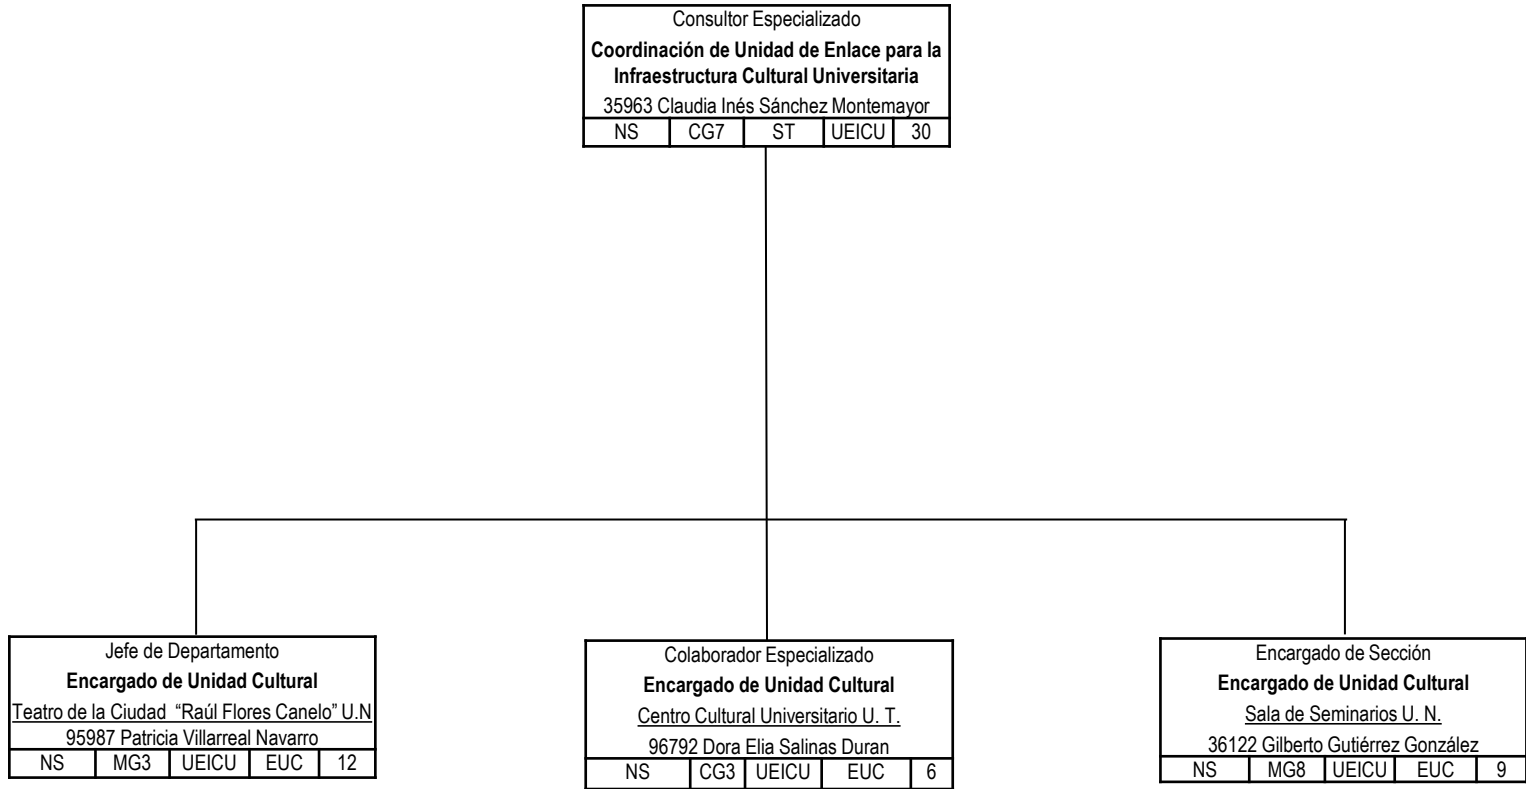 Consultor Especializado
Coordinación de Unidad de Enlace para la
Infraestructura Cultural Universitaria
35963 Claudia Inés Sánchez Montemayor
NS CG7 ST UEICU 30
Jefe de Departamento
Encargado de Unidad Cultural
Teatro de la Ciudad “Raúl Flores Canelo” U.N
95987 Patricia Villarreal Navarro
NS MG3 UEICU EUC 12
Colaborador Especializado
Encargado de Unidad Cultural
Centro Cultural Universitario U. T.
96792 Dora Elia Salinas Duran
NS CG3 UEICU EUC 6
Encargado de Sección
Encargado de Unidad Cultural
Sala de Seminarios U. N.
36122 Gilberto Gutiérrez González
NS MG8 UEICU EUC 9